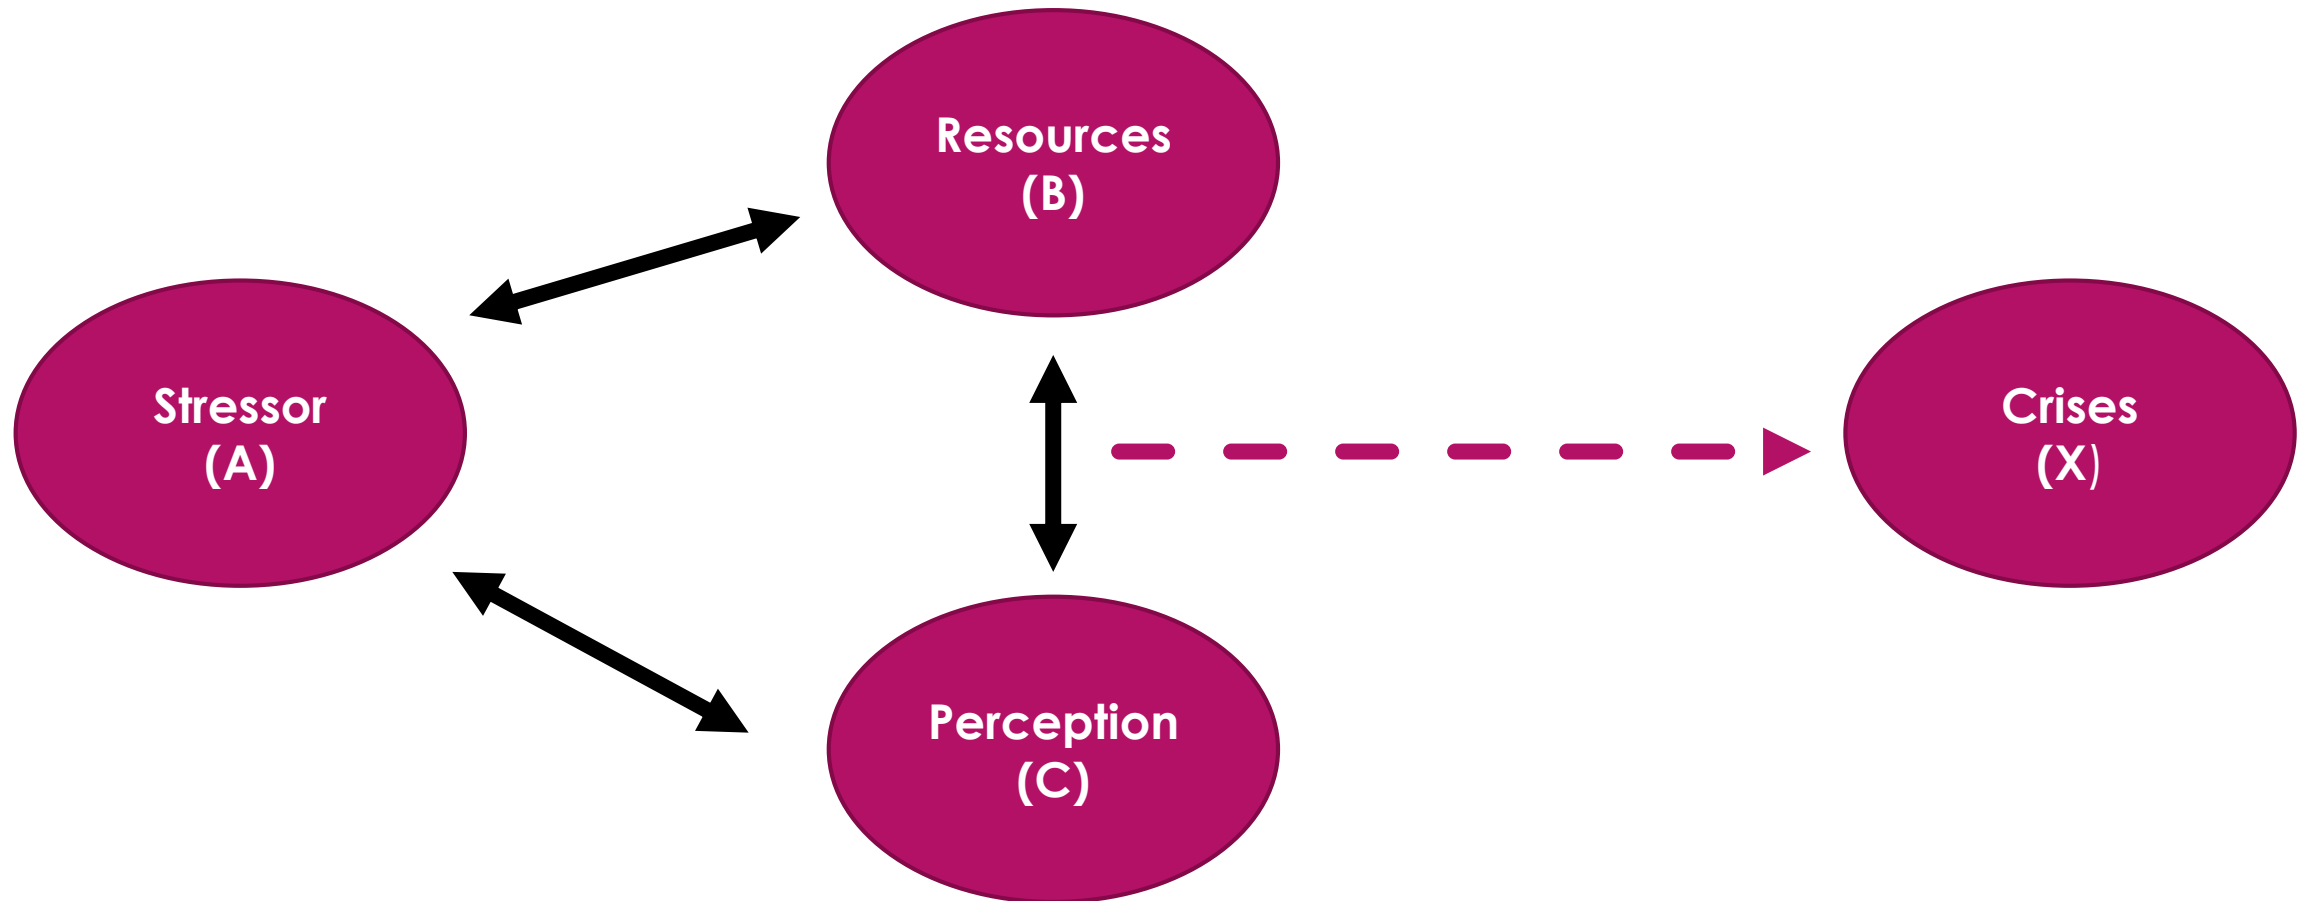 Resources
(B)
Stressor
(A)
Crises
(X)
Perception
(C)